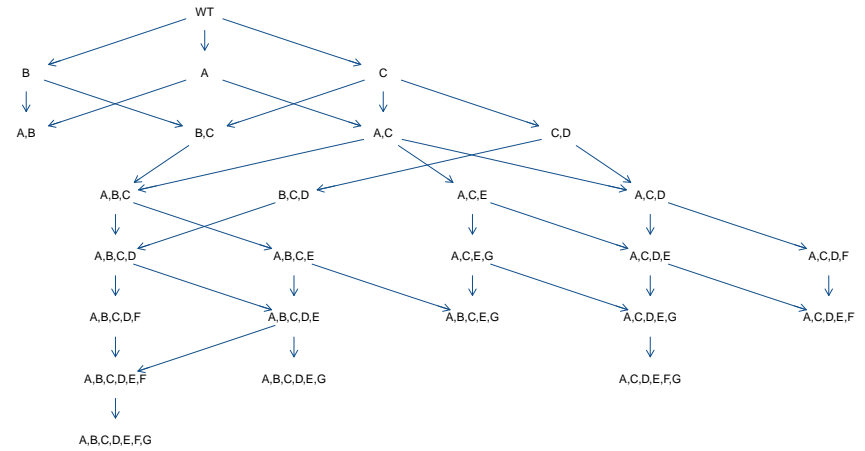 WT
B A C
A,B B,C A,C C,D
A,B,C B,C,D A,C,E A,C,D
A,B,C,D A,B,C,E A,C,E,G A,C,D,E A,C,D,F
A,B,C,D,F A,B,C,D,E A,B,C,E,G A,C,D,E,G A,C,D,E,F
A,B,C,D,E,F A,B,C,D,E,G A,C,D,E,F,G
A,B,C,D,E,F,G